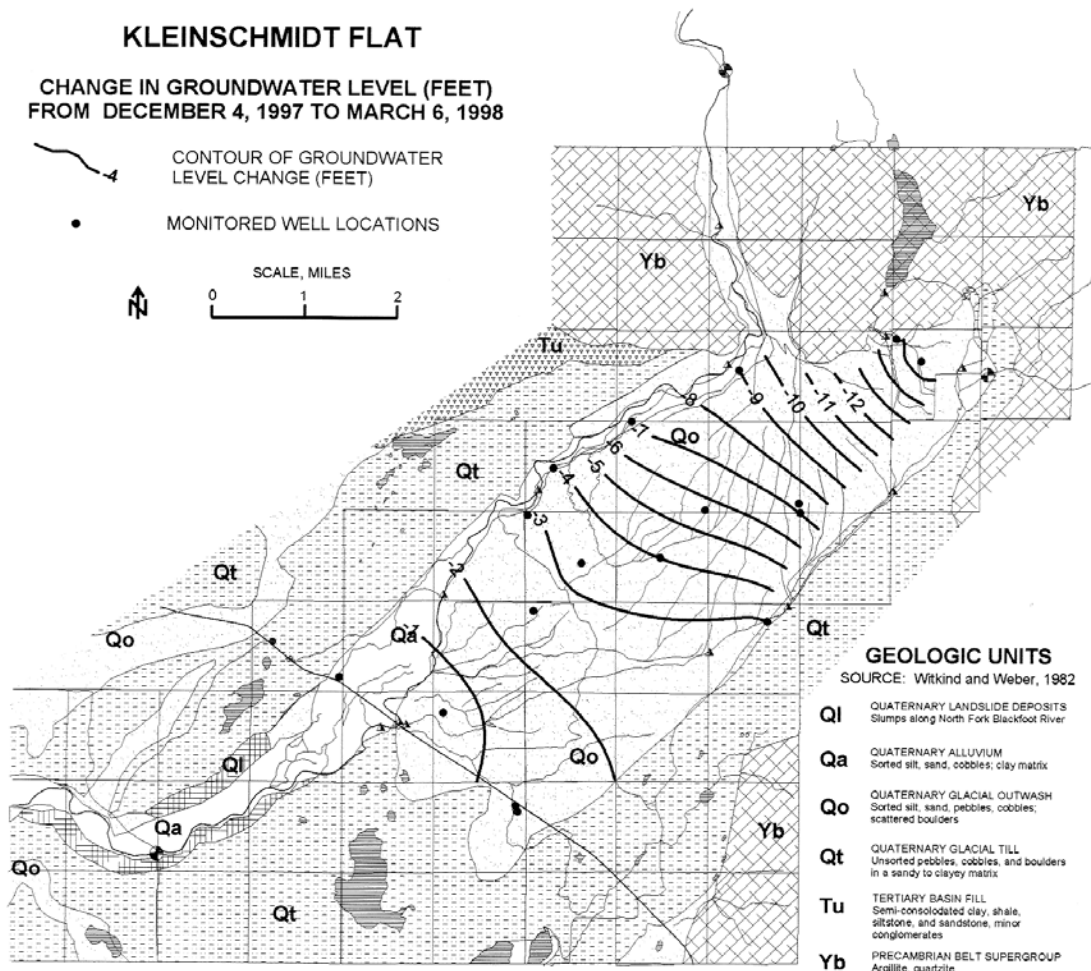 KLEINSCHMIDT FLAT
CHANGE IN GROUNDWATER LEVEL (FEET)
FROM DECEMBER 4, 1997 TO MARCH 6, 1998
-4
CONTOUR OF GROUNDWATER
LEVEL CHANGE (FEET)
MONITORED WELL LOCATIONS
SCALE, MILES
N
0 1 2
Yb
Yb
Tu
-12
-11
-10
-9
-8
-7
Qo
-6
-5
-4
-3
-2
Qt
Qt
Qo
Qa
Qt
Qo
Ql
Qa
Qo
Qt
Yb
GEOLOGIC UNITS
SOURCE: Witkind and Weber, 1982
Ql QUATERNARY LANDSLIDE DEPOSITS
Slumps along North Fork Blackfoot River
Qa QUATERNARY ALLUVIUM
Sorted silt, sand, cobbles; clay matrix
Qo QUATERNARY GLACIAL OUTWASH
Sorted silt, sand, pebbles, cobbles;
scattered boulders
Qt QUATERNARY GLACIAL TILL
Unsorted pebbles, cobbles, and boulders
in a sandy to clayey matrix
Tu TERTIARY BASIN FILL
Semi-consolodated clay, shale,
siltstone, and sandstone, minor
conglomerates
Yb PRECAMBRIAN BELT SUPERGROUP
Argillite, quartzite